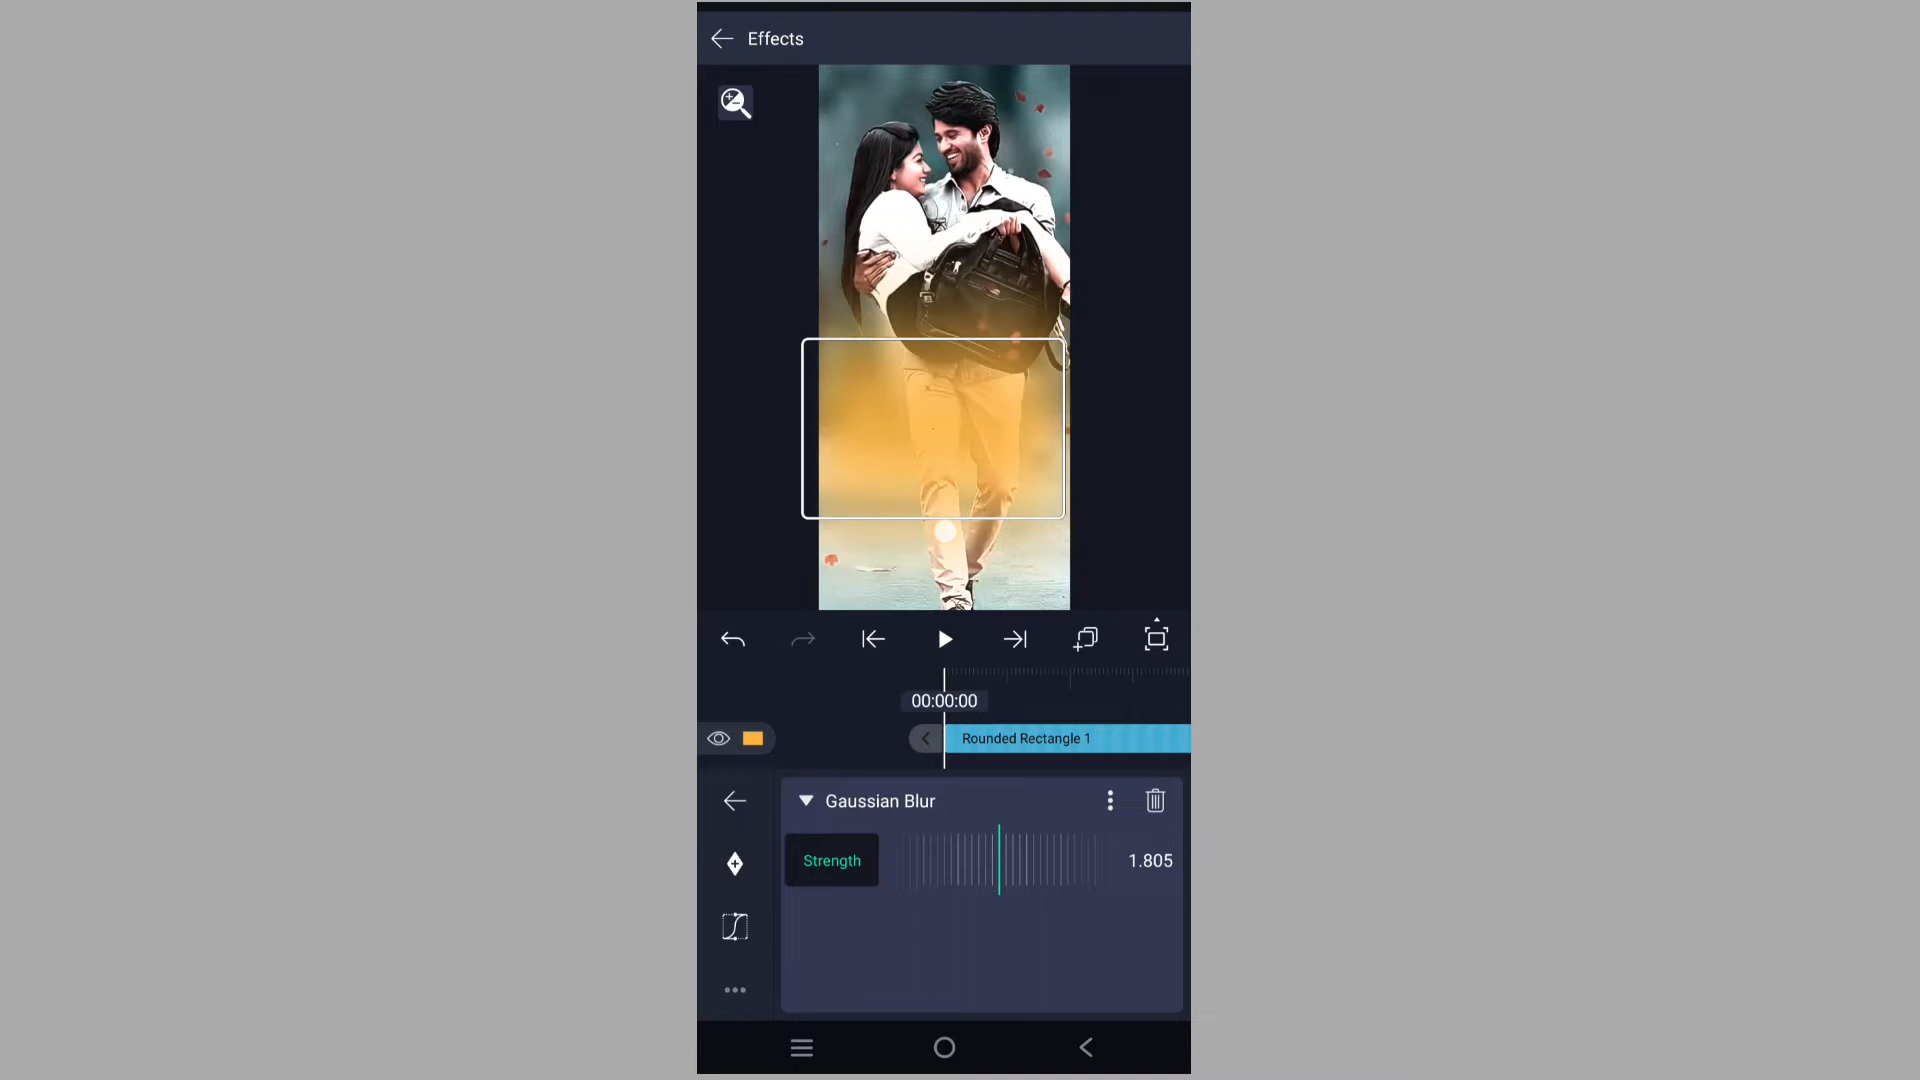 Effects
00:00:00
Rounded Rectangle 1
Gaussian Blur
Strength
1.805